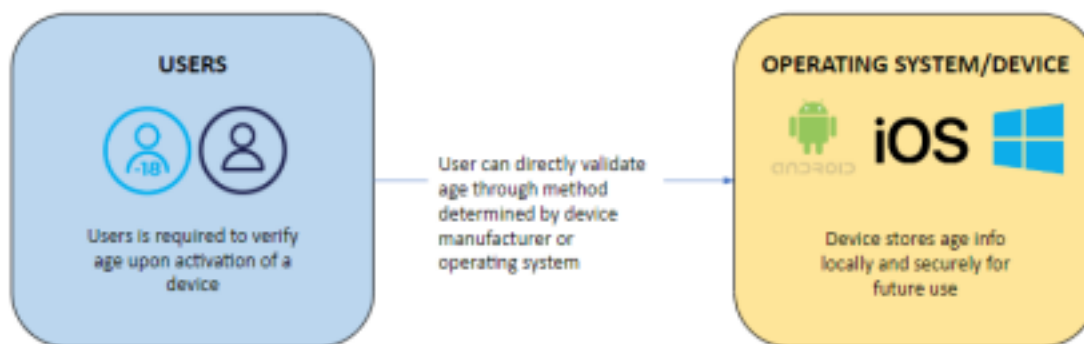 USERS
-18
Users is required to verify
age upon activation of a
device
User can directly validate
age through method
determined by device
manufacturer or
operating system
OPERATING SYSTEM/DEVICE
ANDROID
iOS
Device stores age info
locally and securely for
future use